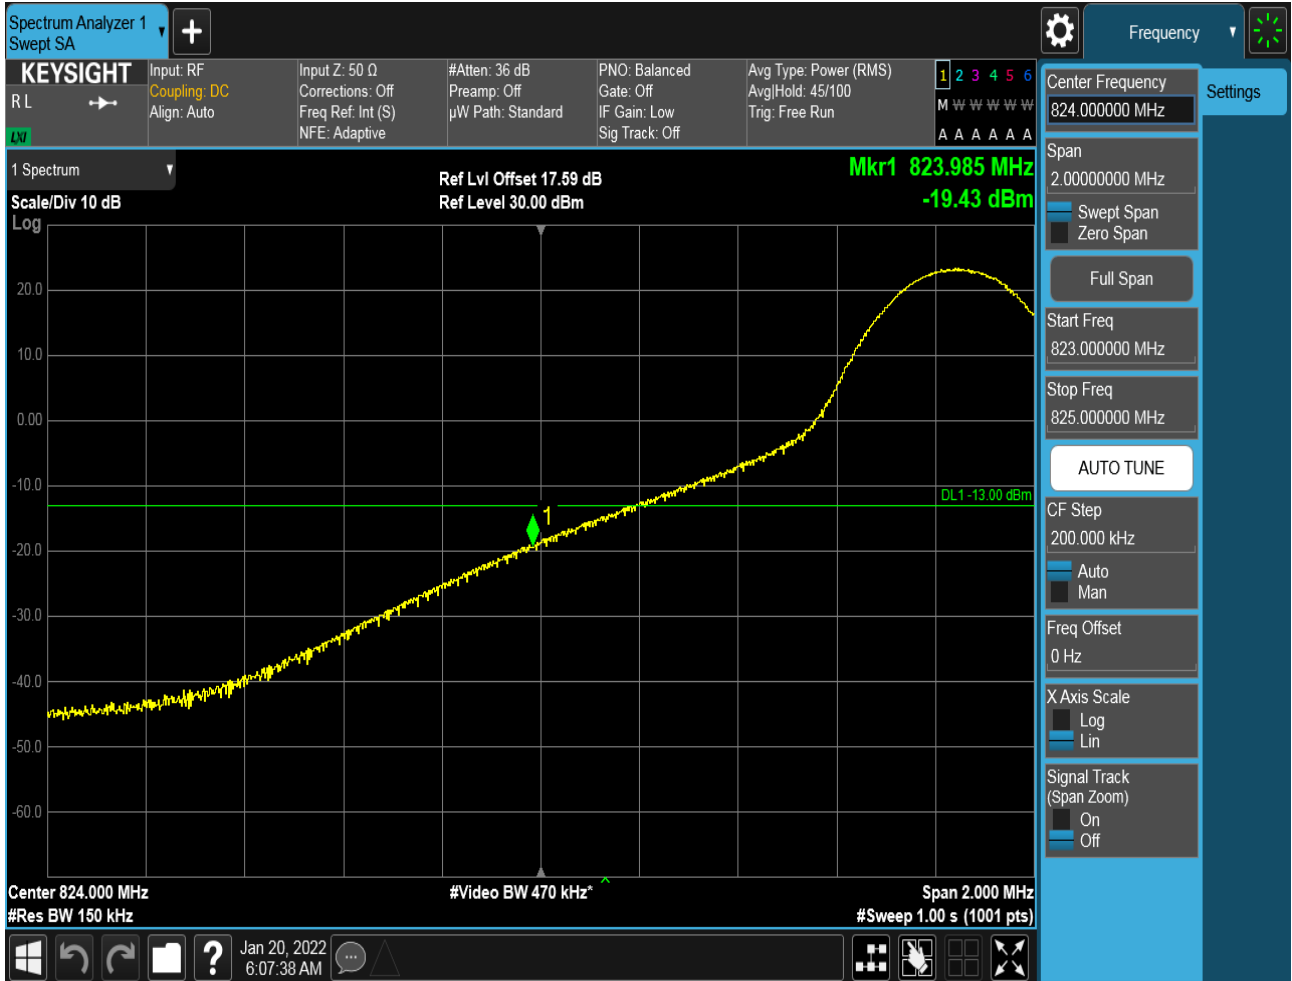 Spectrum Analyzer 1
Swept SA
+
Frequency
KEYSIGHT
R L
LXI
Input: RF
Coupling: DC
Align: Auto
Input Z: 50 Ω
Corrections: Off
Freq Ref: Int (S)
NFE: Adaptive
#Atten: 36 dB
Preamp: Off
µW Path: Standard
PNO: Balanced
Gate: Off
IF Gain: Low
Sig Track: Off
Avg Type: Power (RMS)
Avg|Hold: 45/100
Trig: Free Run
1 2 3 4 5 6
M W W W W W
A A A A A A
1 Spectrum
Scale/Div 10 dB
Log
Ref Lvl Offset 17.59 dB
Ref Level 30.00 dBm
Mkr1 823.985 MHz
-19.43 dBm
20.0
10.0
0.00
-10.0
-20.0
-30.0
-40.0
-50.0
-60.0
DL1 -13.00 dBm
1
Center 824.000 MHz
#Res BW 150 kHz
#Video BW 470 kHz*
Span 2.000 MHz
#Sweep 1.00 s (1001 pts)
Center Frequency
824.000000 MHz
Settings
Span
2.00000000 MHz
Swept Span
Zero Span
Full Span
Start Freq
823.000000 MHz
Stop Freq
825.000000 MHz
AUTO TUNE
CF Step
200.000 kHz
Auto
Man
Freq Offset
0 Hz
X Axis Scale
Log
Lin
Signal Track
(Span Zoom)
On
Off
?
Jan 20, 2022
6:07:38 AM